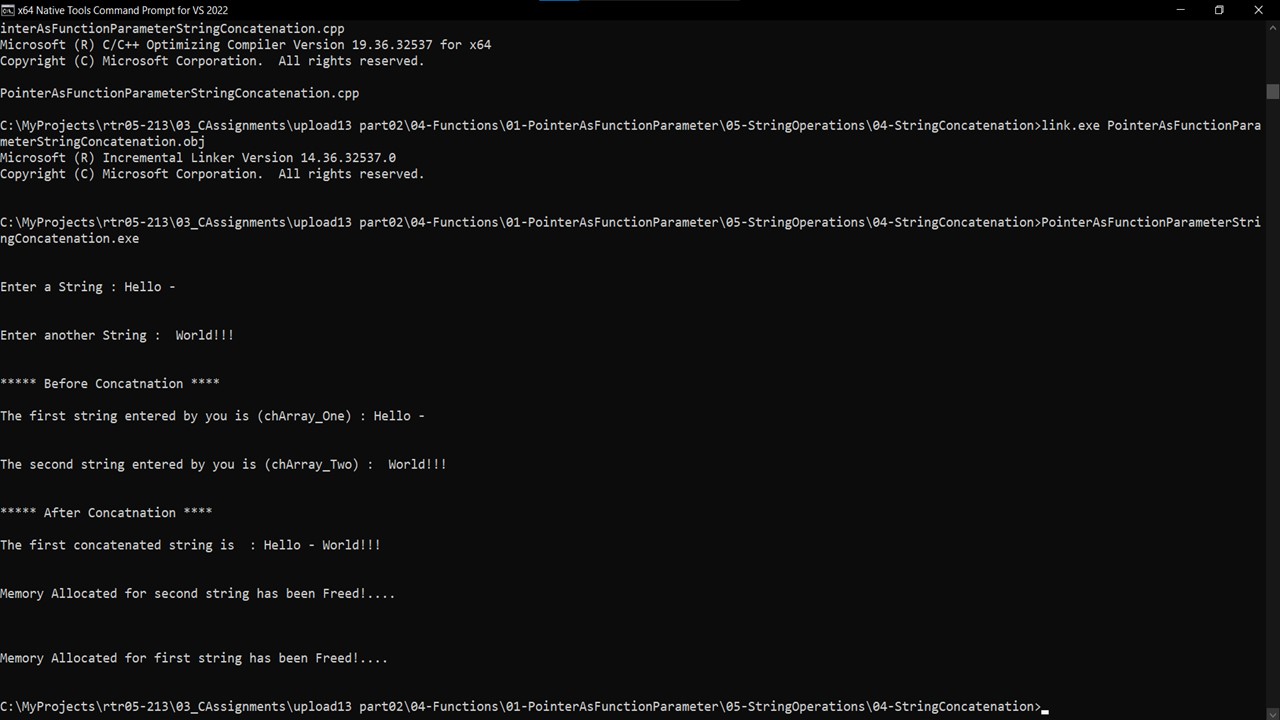 x64 Native Tools Command Prompt for VS 2022
interAsFunctionParameterStringConcatenation.cpp
Microsoft (R) C/C++ Optimizing Compiler Version 19.36.32537 for x64
Copyright (C) Microsoft Corporation.  All rights reserved.
PointerAsFunctionParameterStringConcatenation.cpp
C:\MyProjects\rtr05-213\03_CAssignments\upload13 part02\04-Functions\01-PointerAsFunctionParameter\05-StringOperations\04-StringConcatenation>link.exe PointerAsFunctionPara
meterStringConcatenation.obj
Microsoft (R) Incremental Linker Version 14.36.32537.0
Copyright (C) Microsoft Corporation.  All rights reserved.
C:\MyProjects\rtr05-213\03_CAssignments\upload13 part02\04-Functions\01-PointerAsFunctionParameter\05-StringOperations\04-StringConcatenation>PointerAsFunctionParameterStri
ngConcatenation.exe
Enter a String : Hello -
Enter another String :  World!!!
***** Before Concatnation ****
The first string entered by you is (chArray_One) : Hello -
The second string entered by you is (chArray_Two) :  World!!!
***** After Concatnation ****
The first concatenated string is  : Hello - World!!!
Memory Allocated for second string has been Freed!....
Memory Allocated for first string has been Freed!....
C:\MyProjects\rtr05-213\03_CAssignments\upload13 part02\04-Functions\01-PointerAsFunctionParameter\05-StringOperations\04-StringConcatenation>